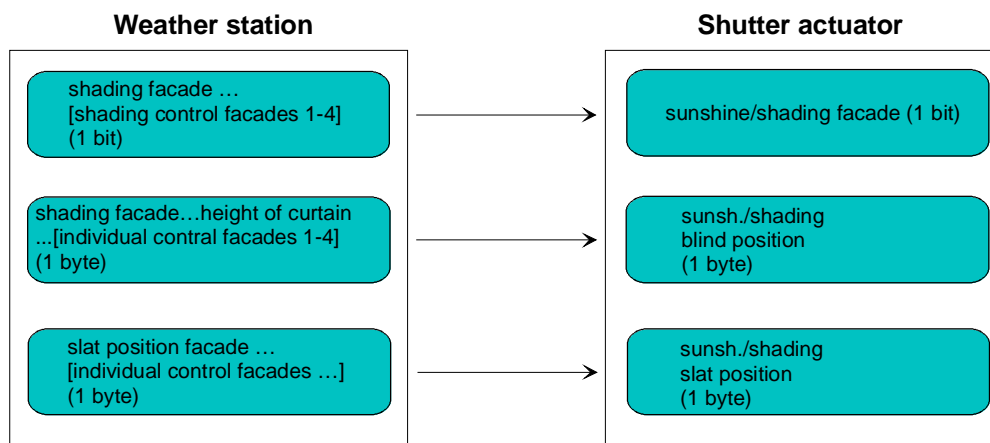 Weather station
Shutter actuator
shading facade …
[shading control facades 1-4]
(1 bit)
sunshine/shading facade (1 bit)
shading facade…height of curtain
...[individual contral facades 1-4]
(1 byte)
sunsh./shading
blind position
(1 byte)
slat position facade …
[individual control facades …]
(1 byte)
sunsh./shading
slat position
(1 byte)